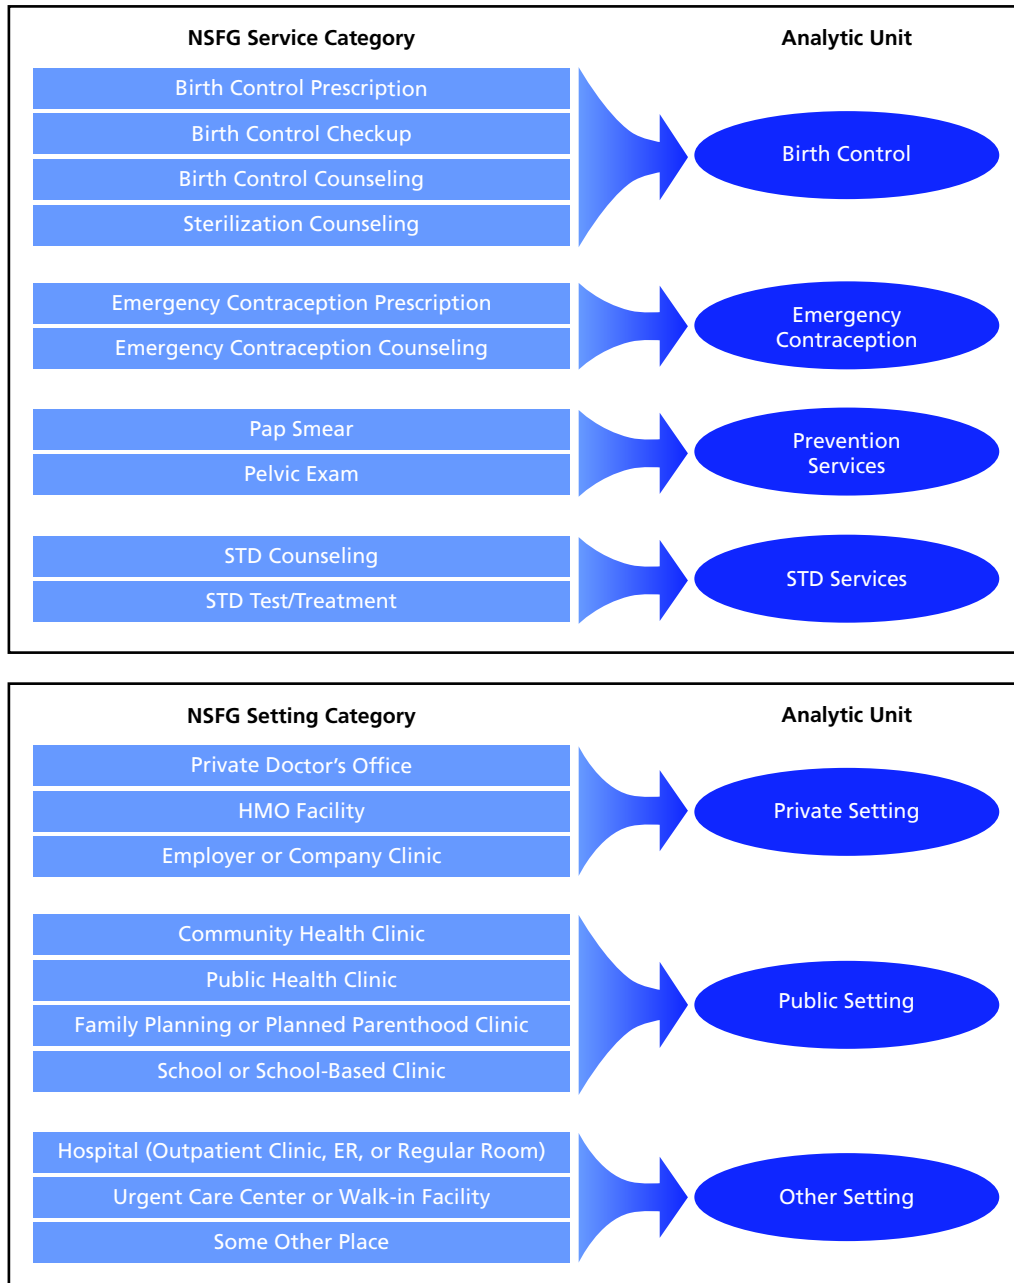 NSFG Service Category
Analytic Unit
Birth Control Prescription
Birth Control Checkup
Birth Control Counseling
Sterilization Counseling
Birth Control
Emergency Contraception Prescription
Emergency Contraception Counseling
Emergency
Contraception
Pap Smear
Pelvic Exam
Prevention
Services
STD Counseling
STD Test/Treatment
STD Services
NSFG Setting Category
Analytic Unit
Private Doctor’s Office
HMO Facility
Employer or Company Clinic
Private Setting
Community Health Clinic
Public Health Clinic
Family Planning or Planned Parenthood Clinic
School or School-Based Clinic
Public Setting
Hospital (Outpatient Clinic, ER, or Regular Room)
Urgent Care Center or Walk-in Facility
Some Other Place
Other Setting